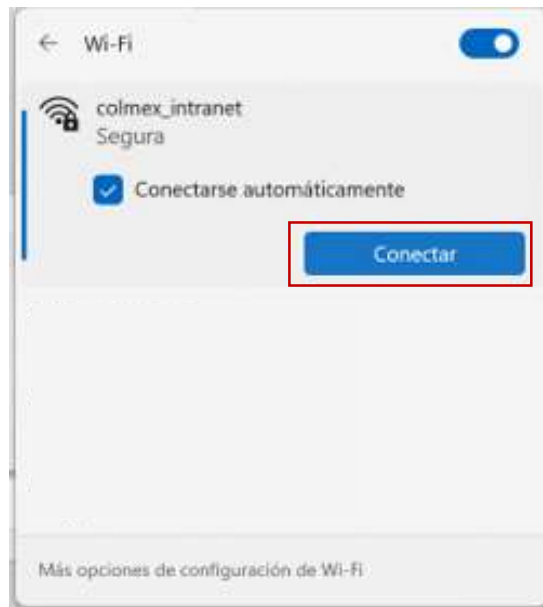 Wi-Fi
colmex_intranet
Segura
Conectarse automáticamente
Conectar
Más opciones de configuración de Wi-Fi